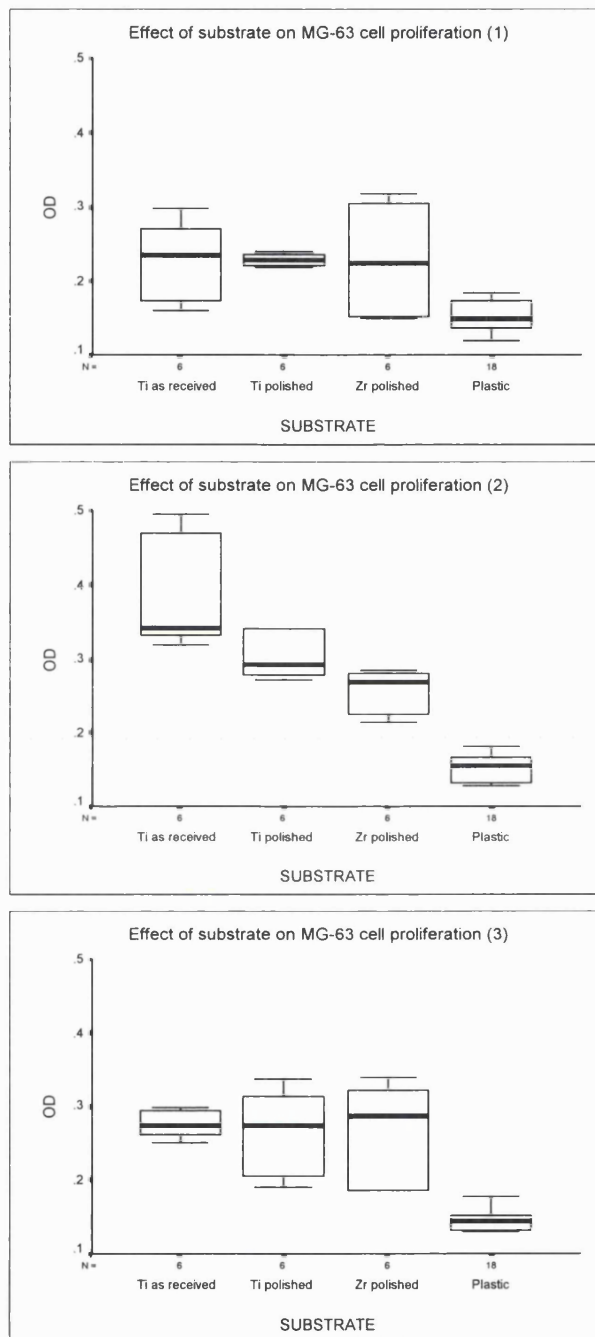 Effect of substrate on MG-63 cell proliferation (1)
.5
.4
.3
.2
.1
OD
N = 6 6 6 18
Ti as received Ti polished Zr polished Plastic
SUBSTRATE
Effect of substrate on MG-63 cell proliferation (2)
.5
.4
.3
.2
.1
OD
N = 6 6 6 18
Ti as received Ti polished Zr polished Plastic
SUBSTRATE
Effect of substrate on MG-63 cell proliferation (3)
.5
.4
.3
.2
.1
OD
N = 6 6 6 18
Ti as received Ti polished Zr polished Plastic
SUBSTRATE